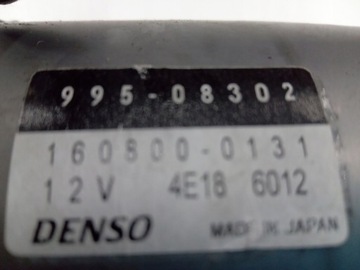 995-08302
160800-0131
12V 4E18 6012
DENSO MADE IN JAPAN